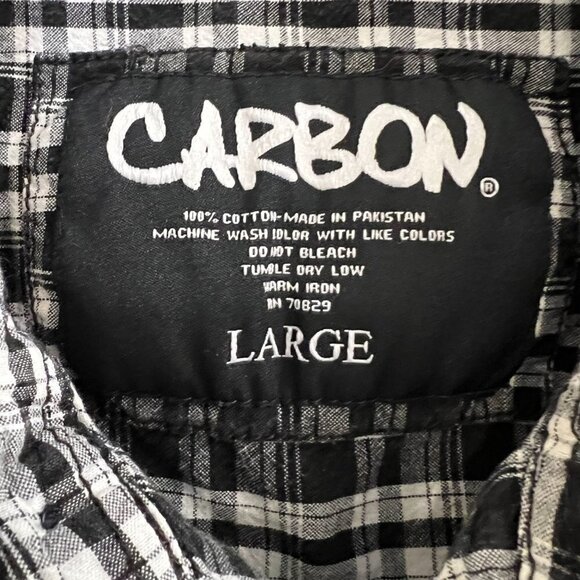 CARBON®
100% COTTON-MADE IN PAKISTAN
MACHINE WASH COLOR WITH LIKE COLORS
DO NOT BLEACH
TUMBLE DRY LOW
WARM IRON
RN 70829
LARGE